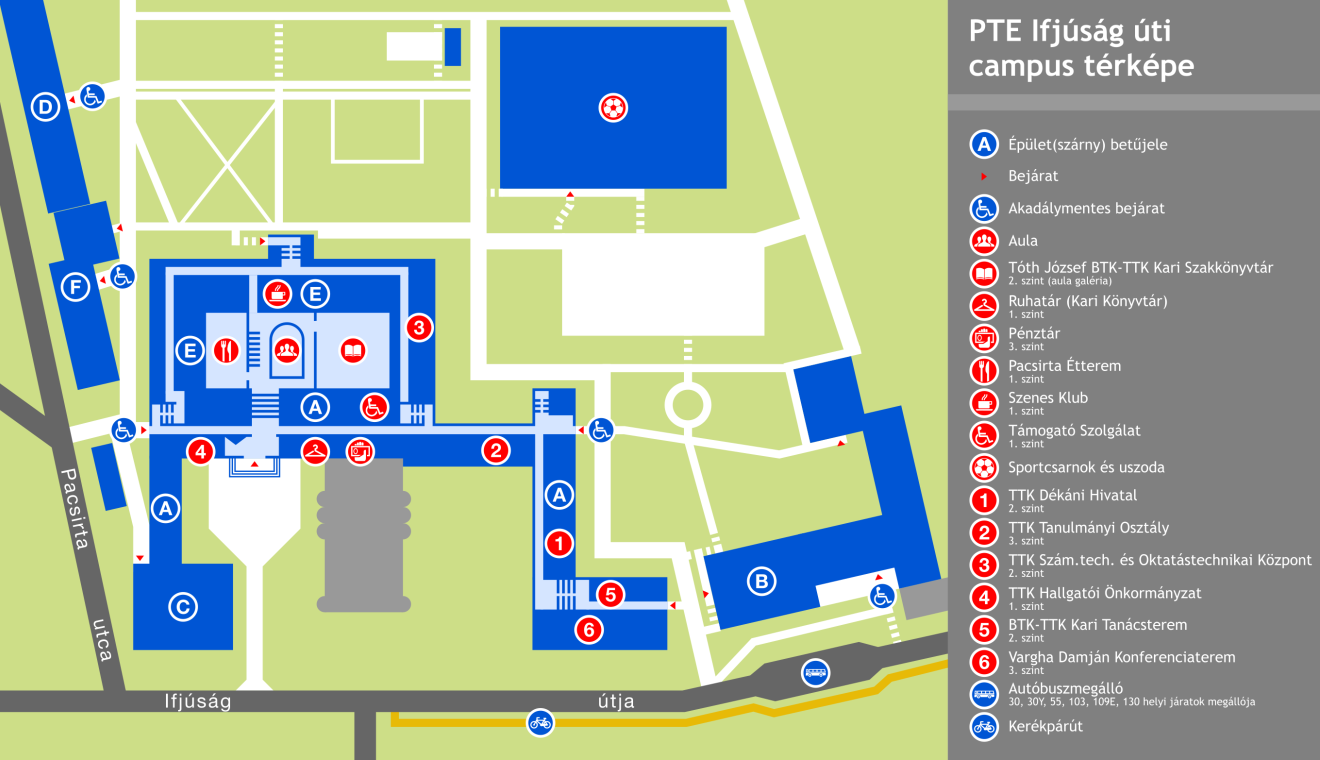 PTE Ifjúság úti
campus térképe
A Épület(szárny) betűjele
Bejárat
Akadálymentes bejárat
Aula
Tóth József BTK-TTK Kari Szakkönyvtár
2. szint (aula galéria)
Ruhatár (Kari Könyvtár)
1. szint
Pénztár
3. szint
Pacsirta Étterem
1. szint
Szenes Klub
1. szint
Támogató Szolgálat
1. szint
Sportcsarnok és uszoda
1 TTK Dékáni Hivatal
2. szint
2 TTK Tanulmányi Osztály
3. szint
3 TTK Szám.tech. és Oktatástechnikai Központ
2. szint
4 TTK Hallgatói Önkormányzat
1. szint
5 BTK-TTK Kari Tanácsterem
2. szint
6 Vargha Damján Konferenciaterem
3. szint
Autóbuszmegálló
30, 30Y, 55, 103, 109E, 130 helyi járatok megállója
Kerékpárút
D
F
E
3
E
A
4
2
A
A
1
B
C
5
6
Pacsirta utca
Ifjúság útja